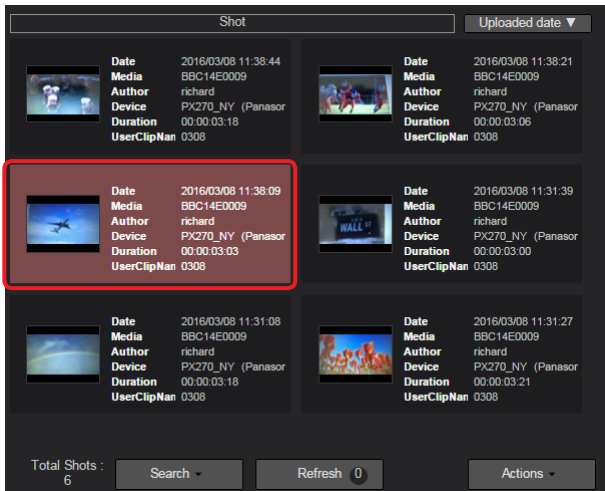 Shot
Uploaded date ▼
Date 2016/03/08 11:38:44
Media BBC14E0009
Author richard
Device PX270_NY (Panasor
Duration 00:00:03:18
UserClipNan 0308
Date 2016/03/08 11:38:21
Media BBC14E0009
Author richard
Device PX270_NY (Panasor
Duration 00:00:03:06
UserClipNan 0308
Date 2016/03/08 11:38:09
Media BBC14E0009
Author richard
Device PX270_NY (Panasor
Duration 00:00:03:03
UserClipNan 0308
WALL ST
Date 2016/03/08 11:31:39
Media BBC14E0009
Author richard
Device PX270_NY (Panasor
Duration 00:00:03:00
UserClipNan 0308
Date 2016/03/08 11:31:08
Media BBC14E0009
Author richard
Device PX270_NY (Panasor
Duration 00:00:03:18
UserClipNan 0308
Date 2016/03/08 11:31:27
Media BBC14E0009
Author richard
Device PX270_NY (Panasor
Duration 00:00:03:21
UserClipNan 0308
Total Shots :
6
Search
Refresh 0
Actions